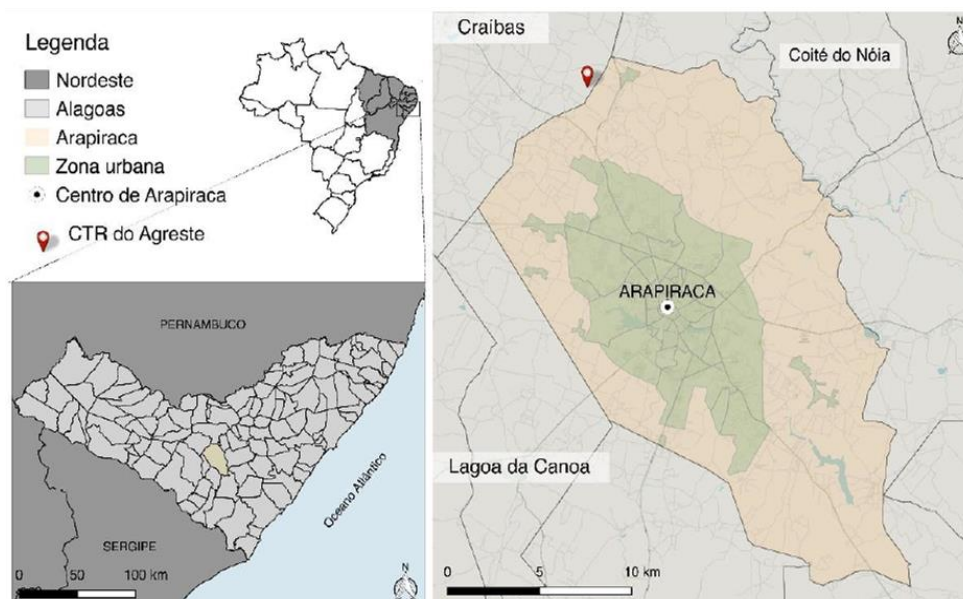 Legenda
Nordeste
Alagoas
Arapiraca
Zona urbana
Centro de Arapiraca
CTR do Agreste
PERNAMBUCO
Oceano Atlântico
SERGIPE
0 50 100 km
N
Craíbas
Coité do Nóia
N
ARAPIRACA
Lagoa da Canoa
0 5 10 km